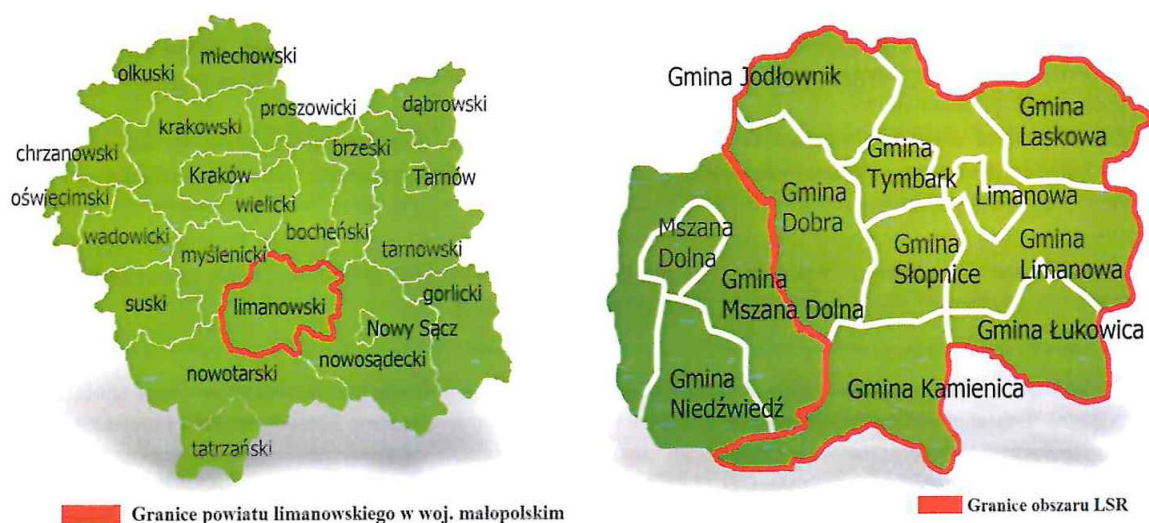 olkuski
miechowski
proszowicki
dąbrowski
krakowski
chrzanowski
brzeski
Kraków
Tarnów
oświęcimski
wielicki
wadowicki
bocheński
tarnowski
myślenicki
suski
limanowski
gorlicki
Nowy Sącz
nowosądecki
nowotarski
tatrzański
Granice powiatu limanowskiego w woj. małopolskim
Gmina Jodłownik
Gmina
Laskowa
Gmina
Tymbark
Limanowa
Gmina
Dobra
Mszana
Dolna
Gmina
Słopnice
Gmina
Limanowa
Gmina
Mszana Dolna
Gmina Łukowica
Gmina
Niedźwiedź
Gmina Kamienica
Granice obszaru LSR